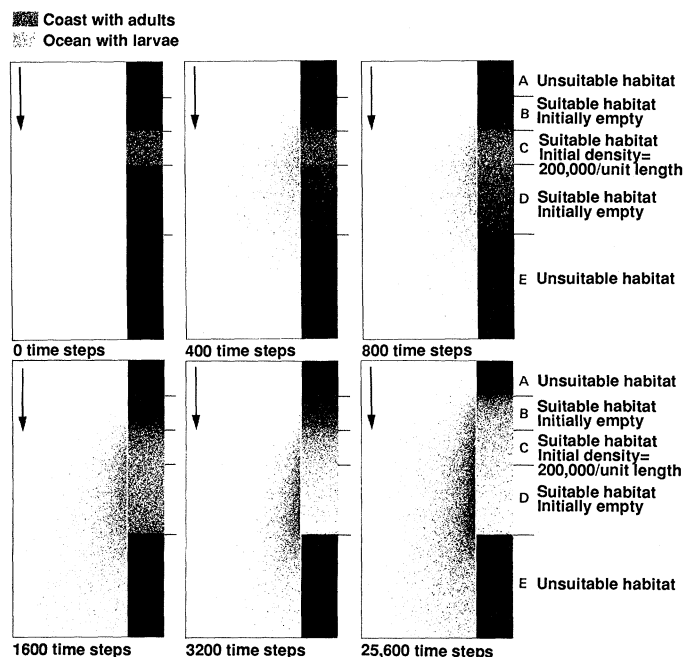 Coast with adults
Ocean with larvae
A Unsuitable habitat
B Suitable habitat
Initially empty
C Suitable habitat
Initial density=
200,000/unit length
D Suitable habitat
Initially empty
E Unsuitable habitat
0 time steps
400 time steps
800 time steps
A Unsuitable habitat
B Suitable habitat
Initially empty
C Suitable habitat
Initial density=
200,000/unit length
D Suitable habitat
Initially empty
E Unsuitable habitat
1600 time steps
3200 time steps
25,600 time steps